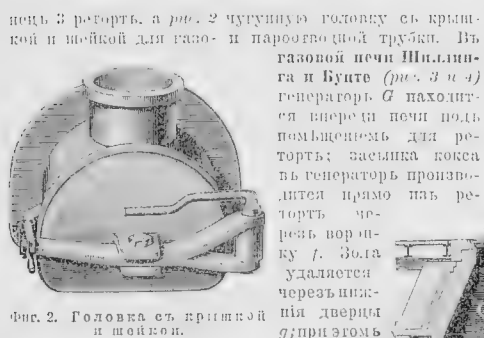 нецъ 3 ретортъ, а рис. 2 чугунную головку съ крыш-
кой и шейкой для газо- и пароотводной трубки. Въ
газовой печи Шиллин-
га и Бунте (рис. 3 и 4)
генераторъ G находит-
ся впереди печи подъ
помѣщеніемъ для ре-
тортъ; засыпка кокса
въ генераторъ произво-
дится прямо изъ ре-
тортъ че-
резъ ворон-
ку f. Зола
удаляется
черезъ ниж-
нія дверцы
g; при этомъ
Фиг. 2. Головка съ крышкой
и шейкой.